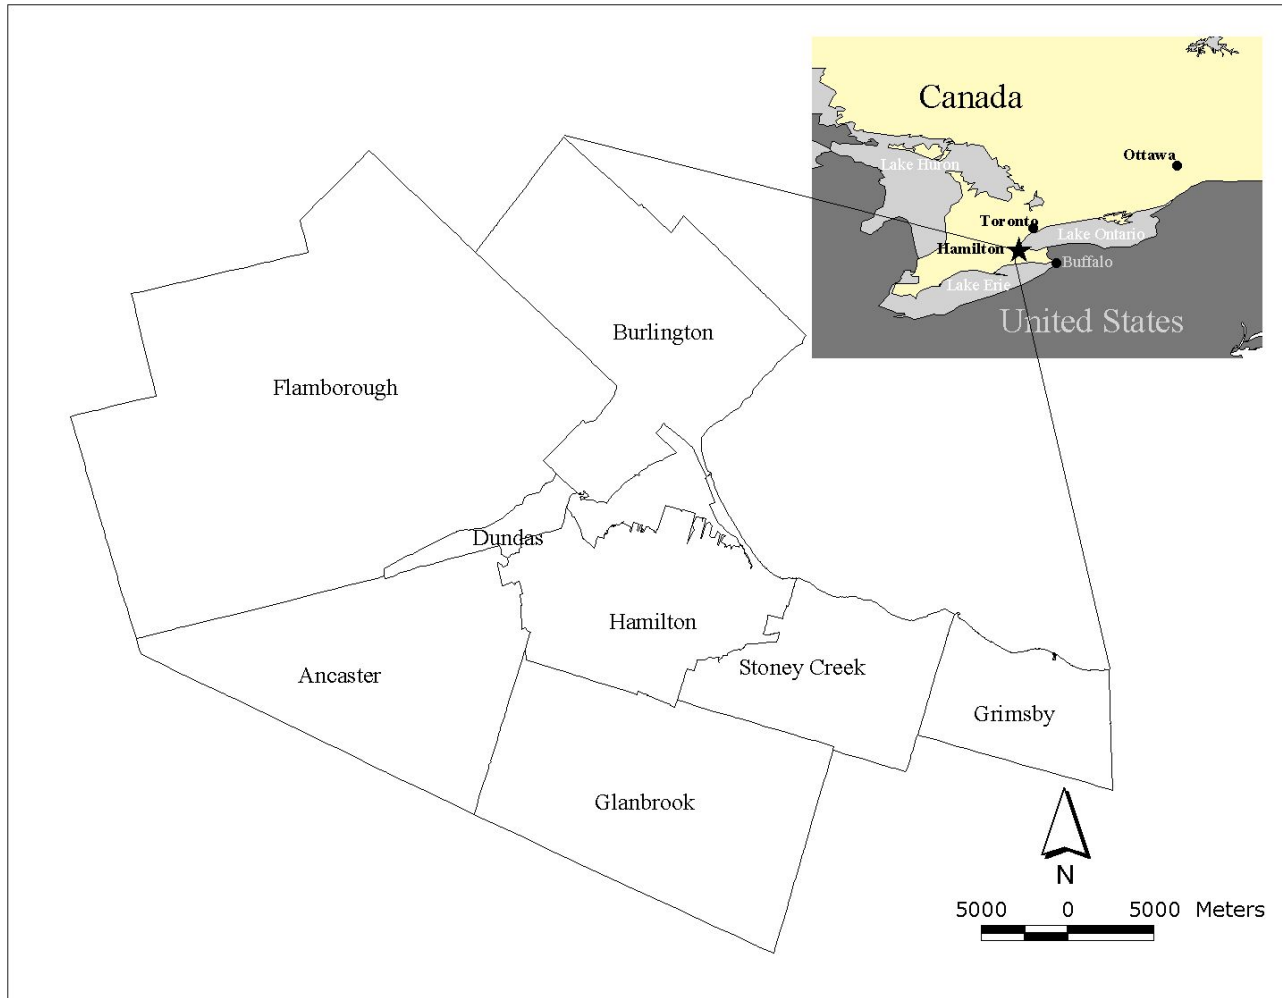 Canada
Ottawa
Lake Huron
Toronto
Lake Ontario
Hamilton
Buffalo
Lake Erie
United States
Burlington
Flamborough
Dundas
Hamilton
Stoney Creek
Ancaster
Grimsby
Glanbrook
N
5000 0 5000 Meters